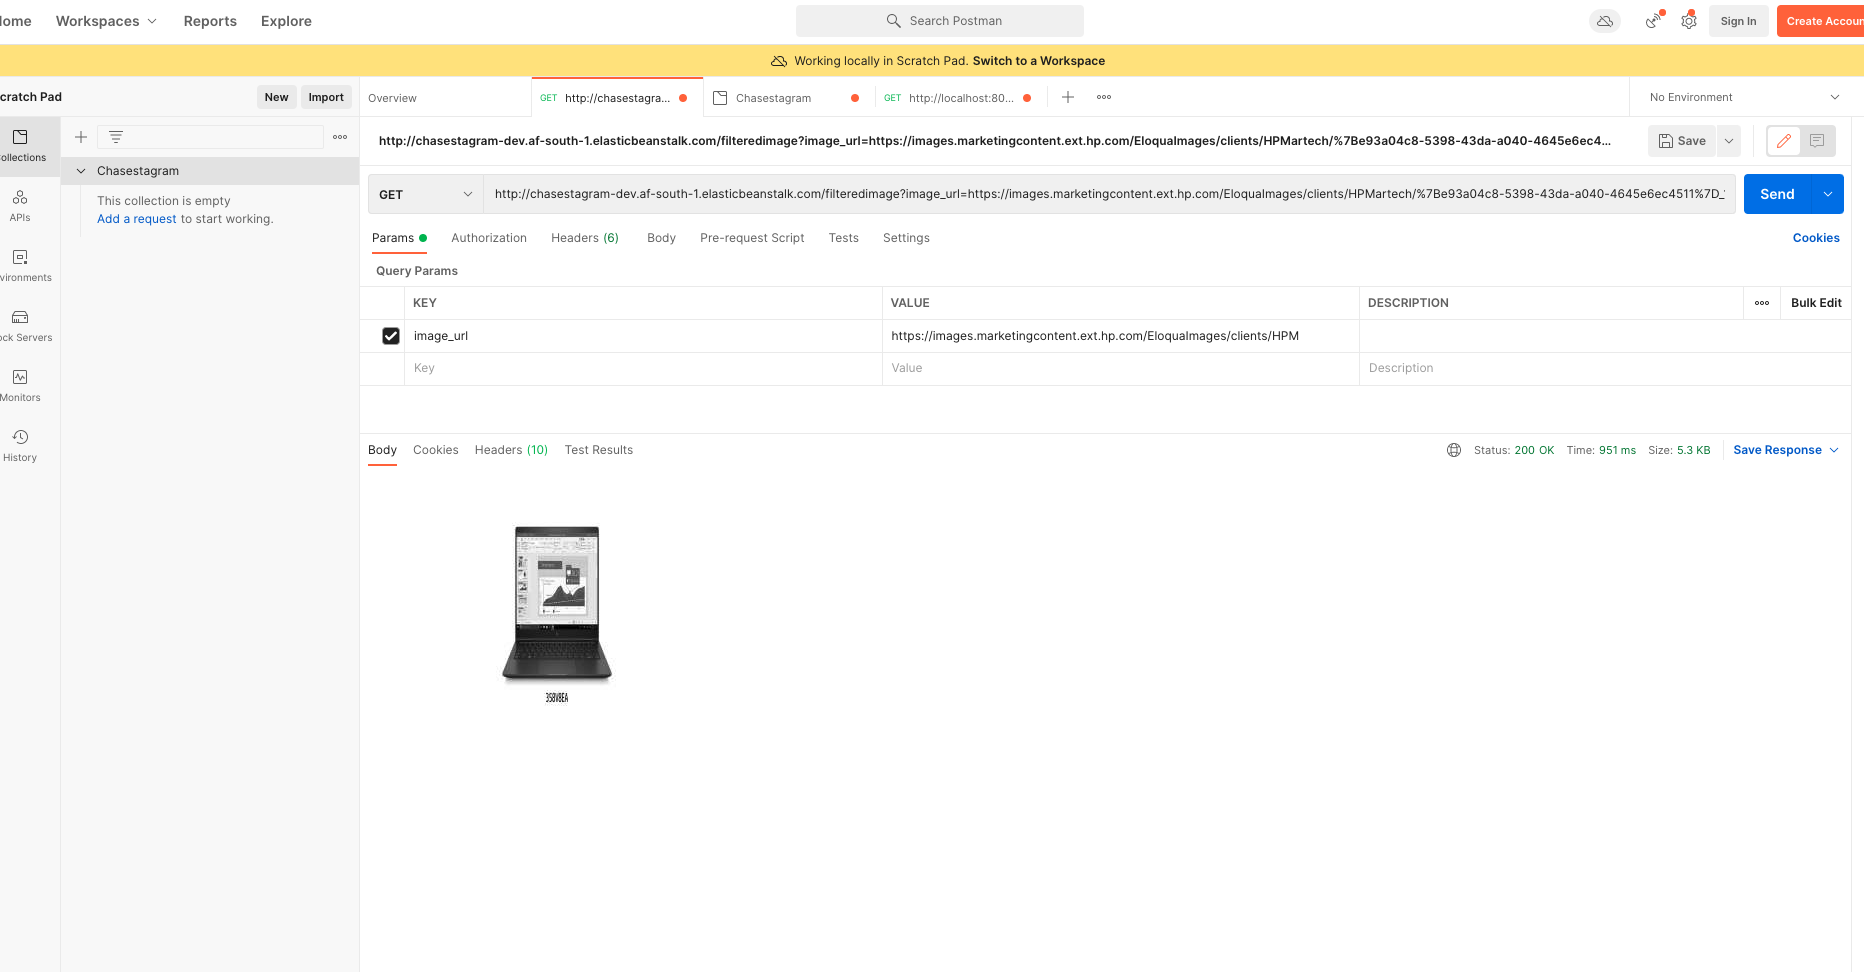 Home Workspaces Reports Explore Search Postman Sign In Create Accoun
Working locally in Scratch Pad. Switch to a Workspace
cratch Pad New Import Overview GET http://chasestagra... Chasestagram GET http://localhost:80... No Environment
ollections
APIs
vironments
ock Servers
Monitors
History
Chasestagram
This collection is empty
Add a request to start working.
http://chasestagram-dev.af-south-1.elasticbeanstalk.com/filteredimage?image_url=https://images.marketingcontent.ext.hp.com/EloquaImages/clients/HPMartech/%7Be93a04c8-5398-43da-a040-4645e6ec4... Save
GET http://chasestagram-dev.af-south-1.elasticbeanstalk.com/filteredimage?image_url=https://images.marketingcontent.ext.hp.com/EloquaImages/clients/HPMartech/%7Be93a04c8-5398-43da-a040-4645e6ec4511%7D_ Send
Params Authorization Headers (6) Body Pre-request Script Tests Settings Cookies
Query Params
KEY VALUE DESCRIPTION Bulk Edit
image_url https://images.marketingcontent.ext.hp.com/EloquaImages/clients/HPM
Key Value Description
Body Cookies Headers (10) Test Results Status: 200 OK Time: 951 ms Size: 5.3 KB Save Response
358V8EA